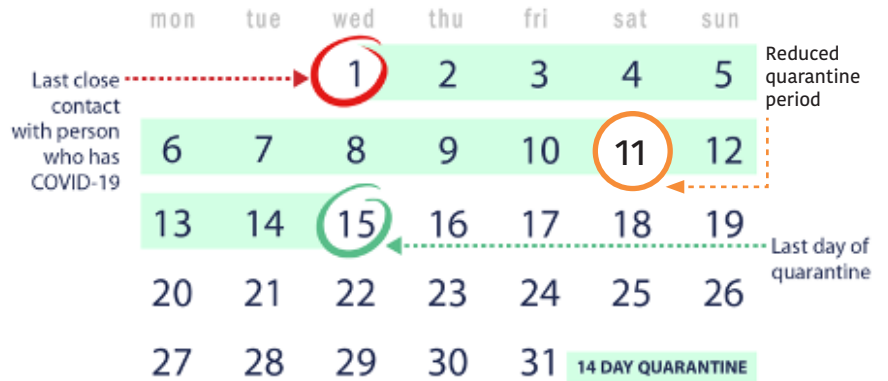 mon tue wed thu fri sat sun
1 2 3 4 5
Reduced
quarantine
period
Last close
contact
with person
who has
COVID-19
6 7 8 9 10 11 12
13 14 15 16 17 18 19
Last day of
quarantine
20 21 22 23 24 25 26
27 28 29 30 31 14 DAY QUARANTINE